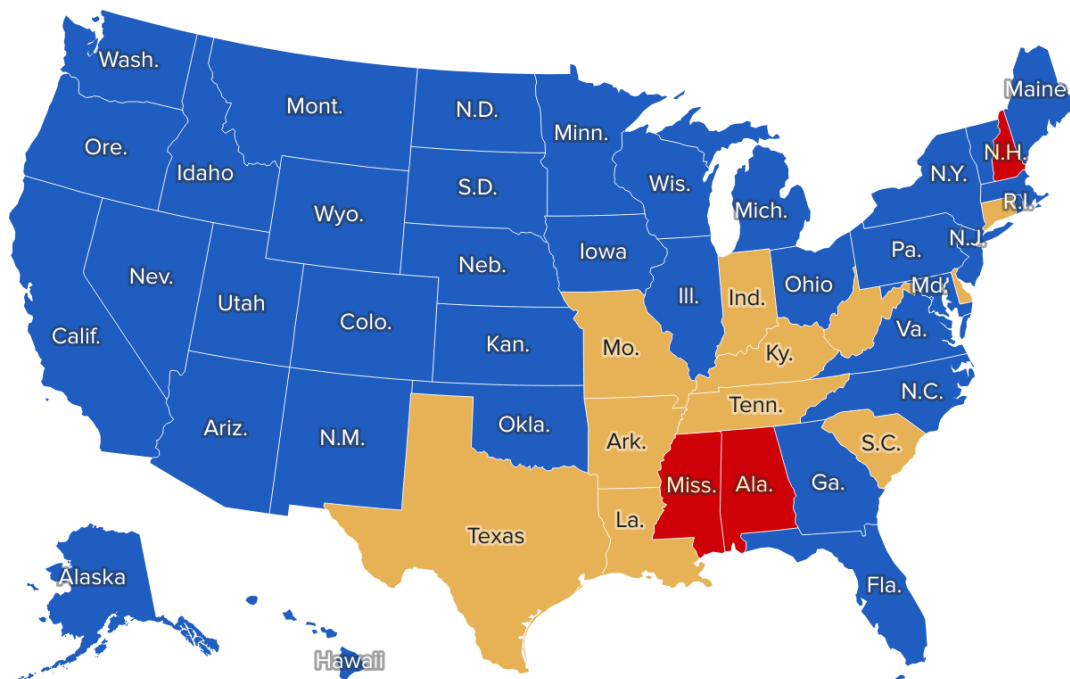 Wash.
Maine
Mont.
N.D.
Minn.
Ore.
N.H.
Idaho
N.Y.
S.D.
Wis.
R.I.
Wyo.
Mich.
N.J.
Iowa
Pa.
Neb.
Nev.
Ohio
Md.
Utah
Ill.
Ind.
Colo.
Va.
Calif.
Kan.
Mo.
Ky.
N.C.
Tenn.
Ariz.
N.M.
Okla.
Ark.
S.C.
Miss.
Ala.
Ga.
La.
Texas
Alaska
Fla.
Hawaii